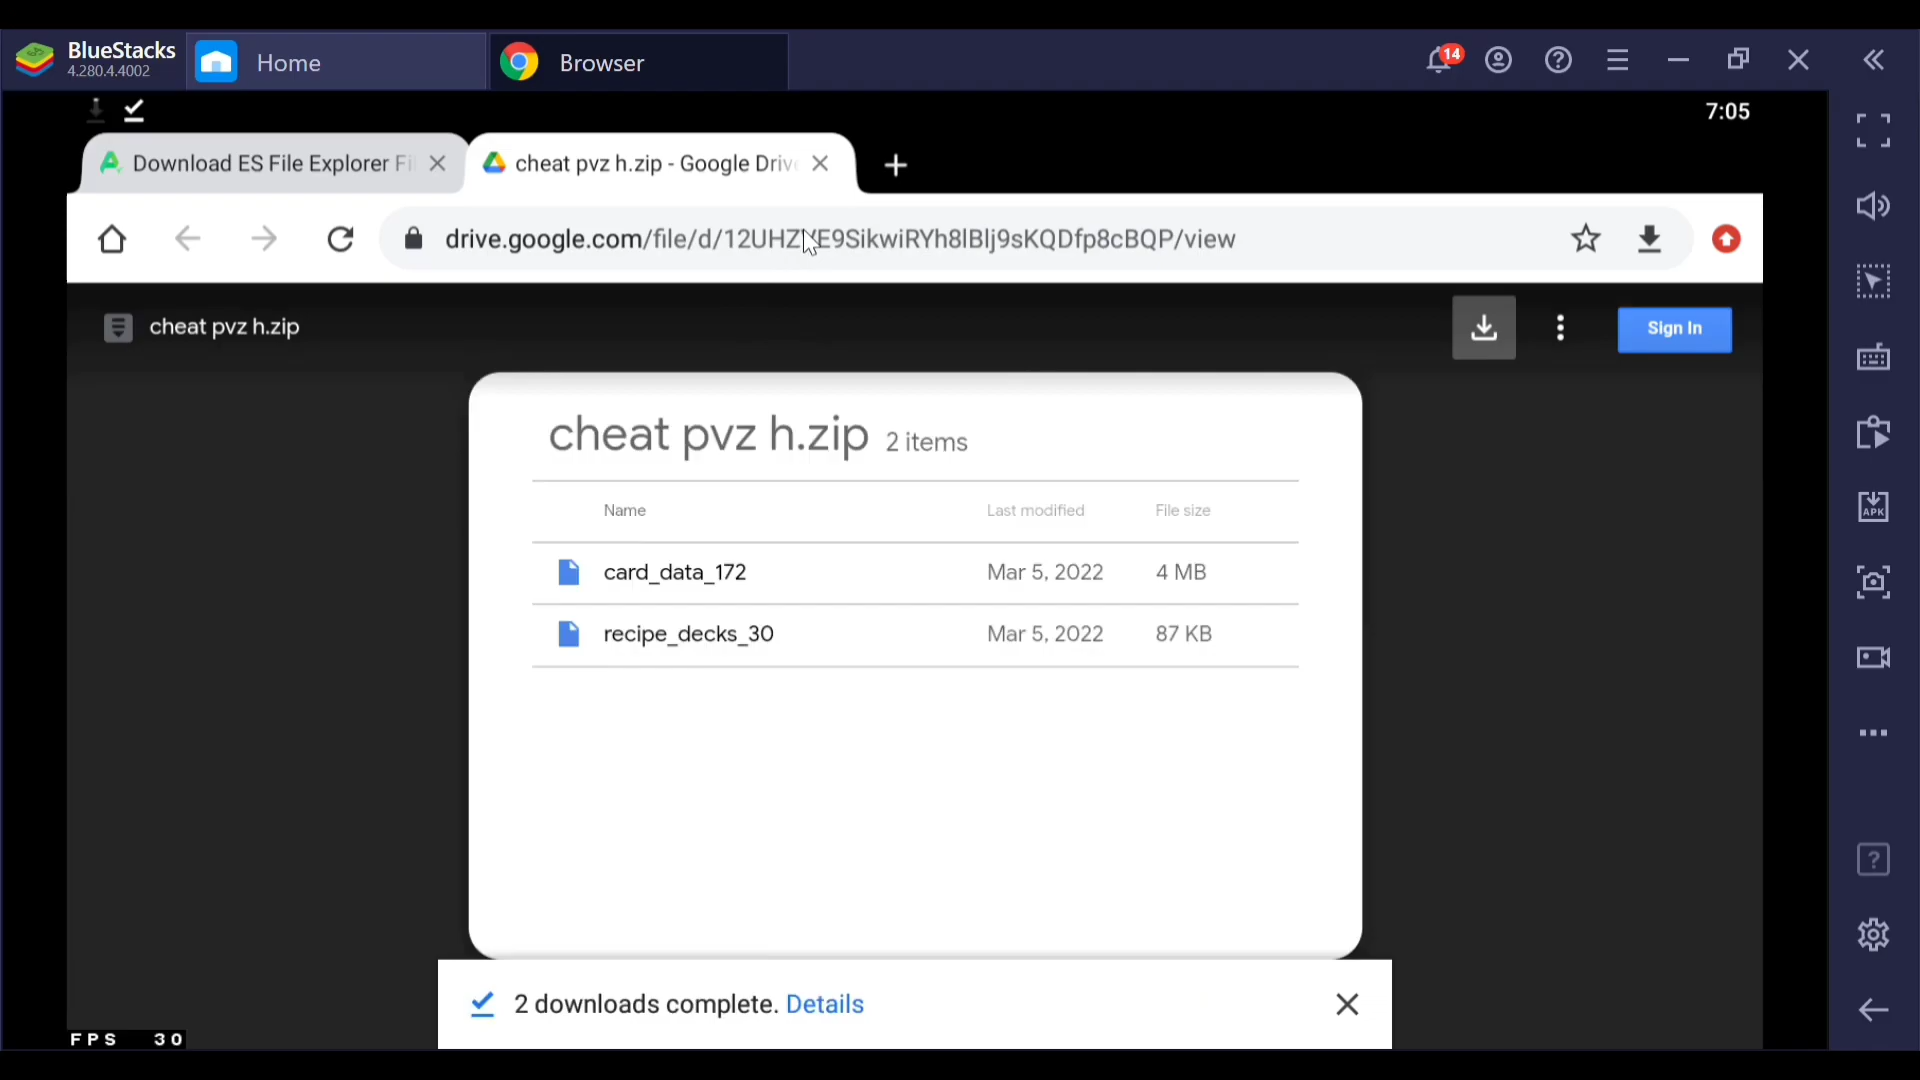 BlueStacks
4.280.4.4002
Home
Browser
14
7:05
Download ES File Explorer Fi
cheat pvz h.zip - Google Driv
drive.google.com/file/d/12UHZYE9SikwiRYh8lBlj9sKQDfp8cBQP/view
cheat pvz h.zip
Sign In
cheat pvz h.zip 2 items
Name Last modified File size
card_data_172 Mar 5, 2022 4 MB
recipe_decks_30 Mar 5, 2022 87 KB
APK
2 downloads complete. Details
FPS 30